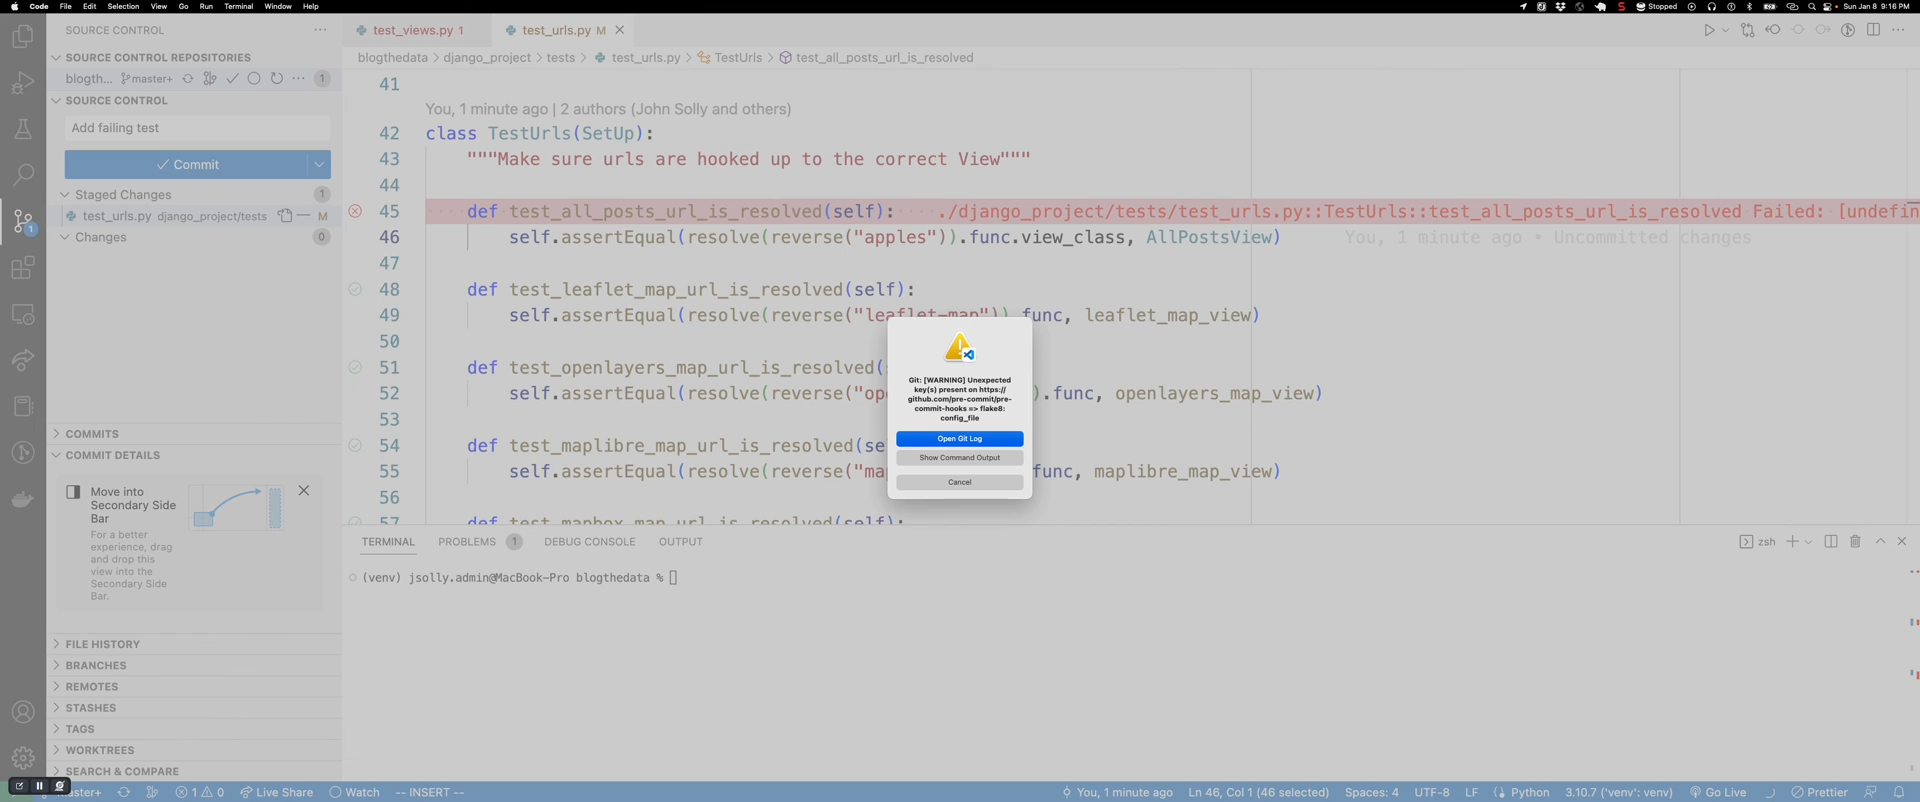 Code File Edit Selection View Go Run Terminal Window Help
Stopped Sun Jan 8 9:16 PM
SOURCE CONTROL
SOURCE CONTROL REPOSITORIES
blogth... master+ 1
SOURCE CONTROL
Add failing test
Commit
Staged Changes 1
test_urls.py django_project/tests M
Changes 0
COMMITS
COMMIT DETAILS
Move into
Secondary Side
Bar
For a better
experience, drag
and drop this
view into the
Secondary Side
Bar.
FILE HISTORY
BRANCHES
REMOTES
STASHES
TAGS
WORKTREES
SEARCH & COMPARE
test_views.py 1 test_urls.py M
blogthedata > django_project > tests > test_urls.py > TestUrls > test_all_posts_url_is_resolved
41
You, 1 minute ago | 2 authors (John Solly and others)
42 class TestUrls(SetUp):
43 """Make sure urls are hooked up to the correct View"""
44
45 def test_all_posts_url_is_resolved(self): ./django_project/tests/test_urls.py::TestUrls::test_all_posts_url_is_resolved Failed: [undefin
46 self.assertEqual(resolve(reverse("apples")).func.view_class, AllPostsView) You, 1 minute ago • Uncommitted changes
47
48 def test_leaflet_map_url_is_resolved(self):
49 self.assertEqual(resolve(reverse("leaflet-map")).func, leaflet_map_view)
50
51 def test_openlayers_map_url_is_resolved(
52 self.assertEqual(resolve(reverse("op ).func, openlayers_map_view)
53
54 def test_maplibre_map_url_is_resolved(se
55 self.assertEqual(resolve(reverse("ma func, maplibre_map_view)
56
57 def test_mapbox_map_url_is_resolved(self):
Git: [WARNING] Unexpected
key(s) present on https://
github.com/pre-commit/pre-
commit-hooks => flake8:
config_file
Open Git Log
Show Command Output
Cancel
TERMINAL PROBLEMS 1 DEBUG CONSOLE OUTPUT zsh
(venv) jsolly.admin@MacBook-Pro blogthedata %
master+ 1 0 Live Share Watch -- INSERT -- You, 1 minute ago Ln 46, Col 1 (46 selected) Spaces: 4 UTF-8 LF Python 3.10.7 ('venv': venv) Go Live Prettier